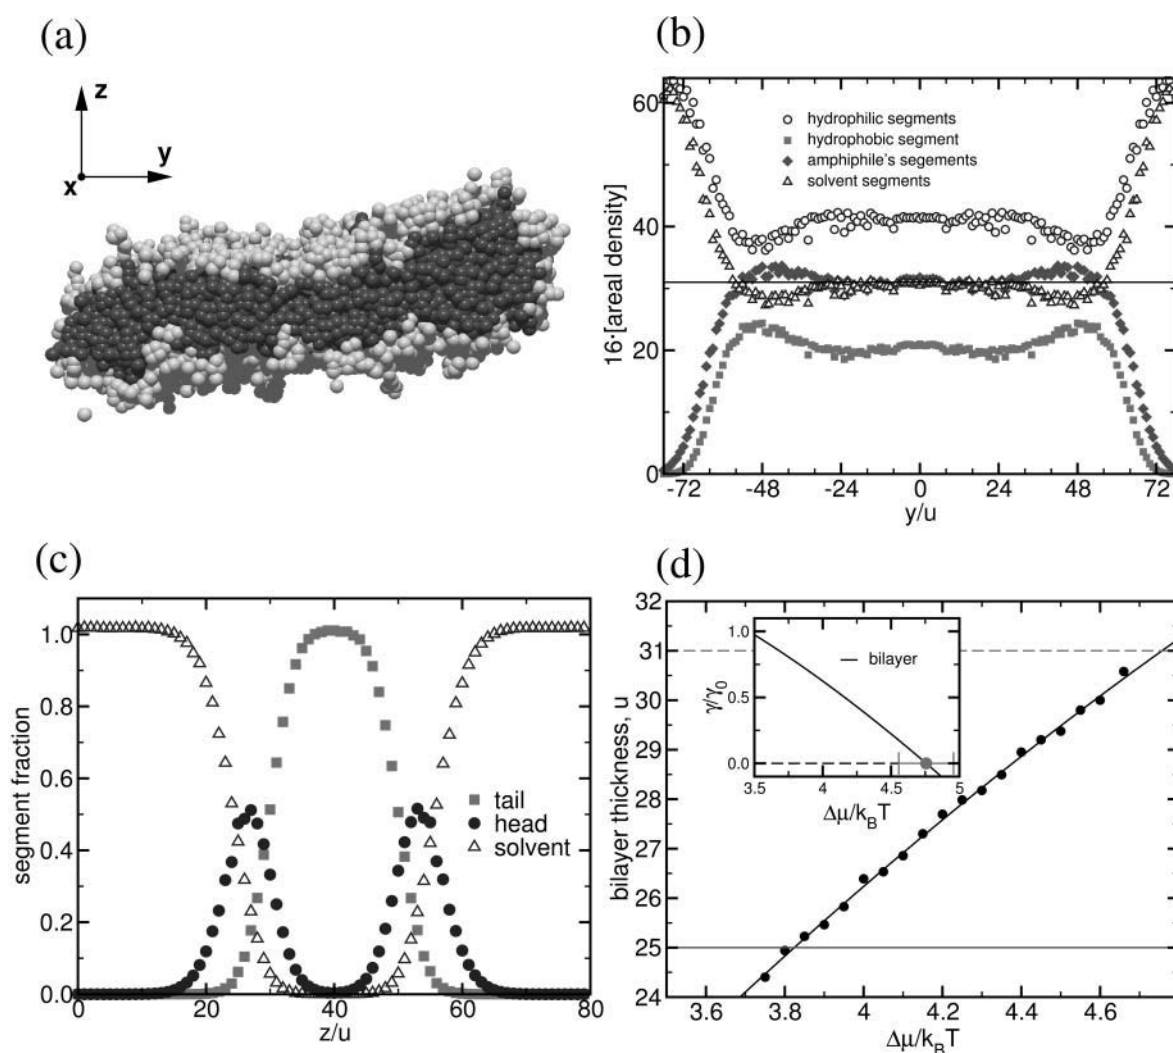 (a)
z
y
x
(b)
60
40
20
0
16·[areal density]
hydrophilic segments
hydrophobic segment
amphiphile's segements
solvent segments
-72 -48 -24 0 24 48 72
y/u
(c)
1.0
0.8
0.6
0.4
0.2
0.0
segment fraction
tail
head
solvent
0 20 40 60 80
z/u
(d)
32
31
30
29
28
27
26
25
24
bilayer thickness, u
1.0
0.5
0.0
γ/γ₀
bilayer
3.5 4 4.5 5
Δμ/k_BT
3.6 3.8 4 4.2 4.4 4.6
Δμ/k_BT